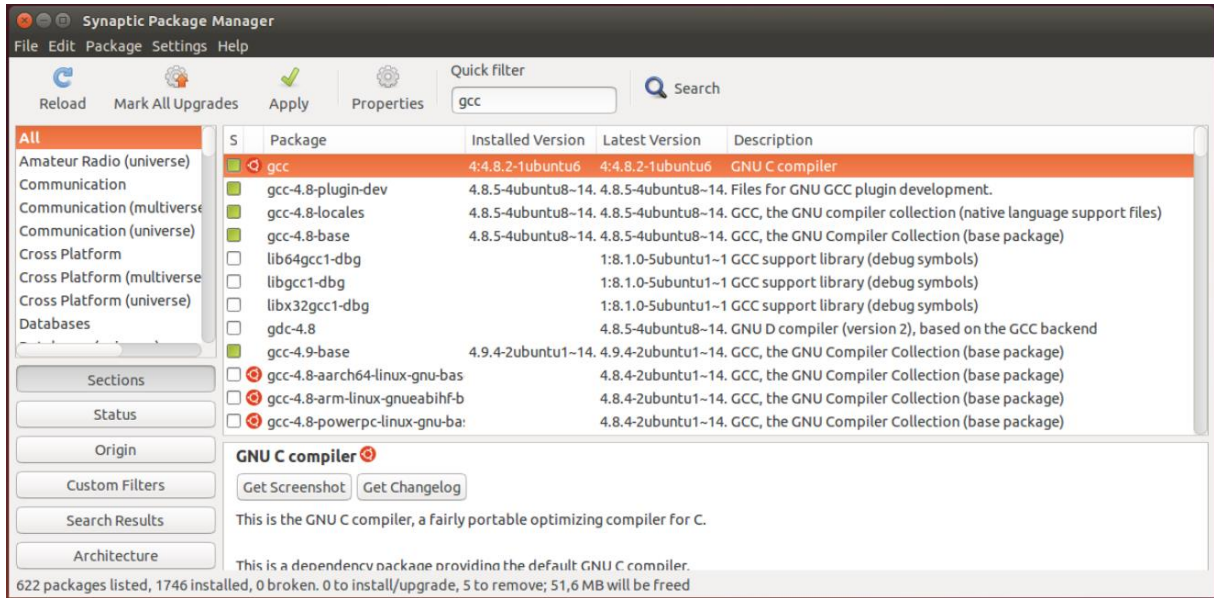 Synaptic Package Manager
File Edit Package Settings Help
Reload Mark All Upgrades Apply Properties Quick filter gcc Search
All
Amateur Radio (universe)
Communication
Communication (multiverse
Communication (universe)
Cross Platform
Cross Platform (multiverse
Cross Platform (universe)
Databases
Sections
Status
Origin
Custom Filters
Search Results
Architecture
S Package Installed Version Latest Version Description
gcc 4:4.8.2-1ubuntu6 4:4.8.2-1ubuntu6 GNU C compiler
gcc-4.8-plugin-dev 4.8.5-4ubuntu8~14. 4.8.5-4ubuntu8~14. Files for GNU GCC plugin development.
gcc-4.8-locales 4.8.5-4ubuntu8~14. 4.8.5-4ubuntu8~14. GCC, the GNU compiler collection (native language support files)
gcc-4.8-base 4.8.5-4ubuntu8~14. 4.8.5-4ubuntu8~14. GCC, the GNU Compiler Collection (base package)
lib64gcc1-dbg 1:8.1.0-5ubuntu1~1 GCC support library (debug symbols)
libgcc1-dbg 1:8.1.0-5ubuntu1~1 GCC support library (debug symbols)
libx32gcc1-dbg 1:8.1.0-5ubuntu1~1 GCC support library (debug symbols)
gdc-4.8 4.8.5-4ubuntu8~14. GNU D compiler (version 2), based on the GCC backend
gcc-4.9-base 4.9.4-2ubuntu1~14. 4.9.4-2ubuntu1~14. GCC, the GNU Compiler Collection (base package)
gcc-4.8-aarch64-linux-gnu-bas 4.8.4-2ubuntu1~14. GCC, the GNU Compiler Collection (base package)
gcc-4.8-arm-linux-gnueabihf-b 4.8.4-2ubuntu1~14. GCC, the GNU Compiler Collection (base package)
gcc-4.8-powerpc-linux-gnu-ba 4.8.4-2ubuntu1~14. GCC, the GNU Compiler Collection (base package)
GNU C compiler
Get Screenshot Get Changelog
This is the GNU C compiler, a fairly portable optimizing compiler for C.
This is a dependency package providing the default GNU C compiler.
622 packages listed, 1746 installed, 0 broken. 0 to install/upgrade, 5 to remove; 51,6 MB will be freed